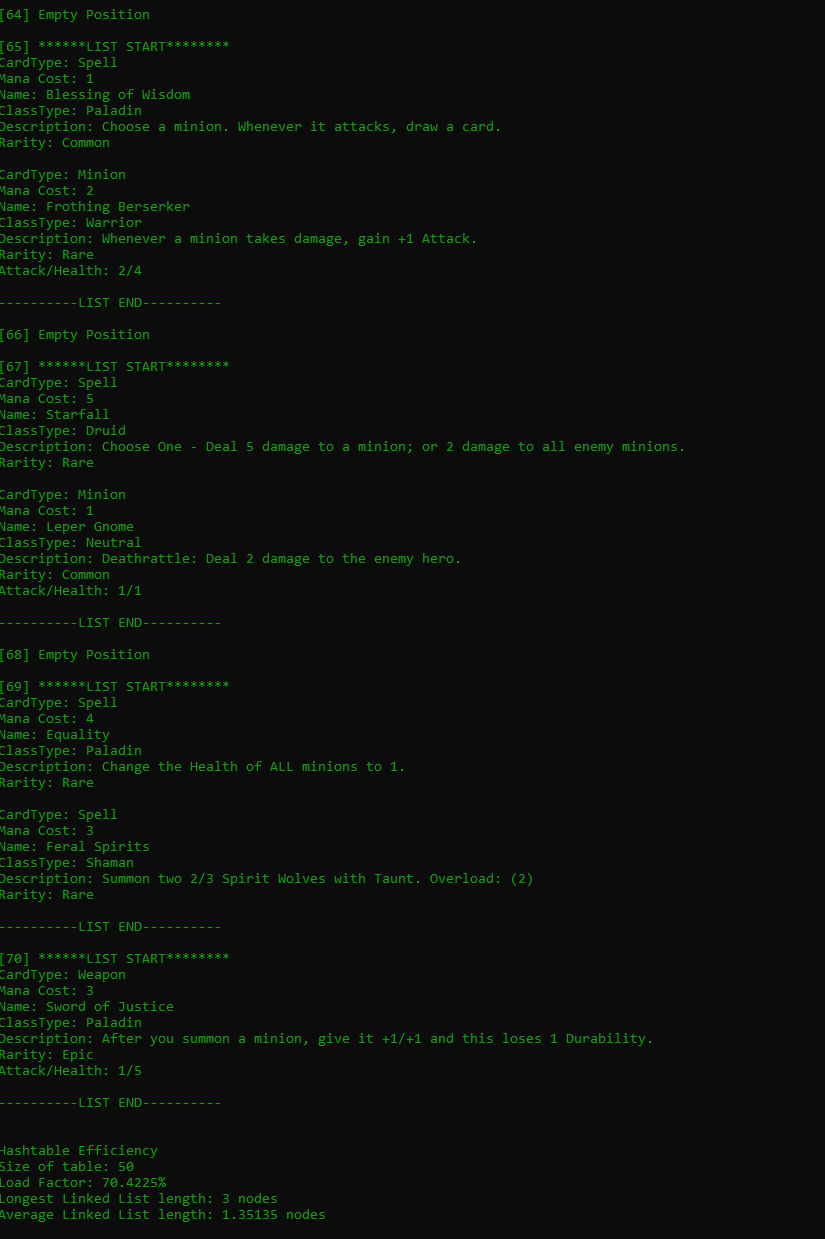 [64] Empty Position
[65] ******LIST START********
CardType: Spell
Mana Cost: 1
Name: Blessing of Wisdom
ClassType: Paladin
Description: Choose a minion. Whenever it attacks, draw a card.
Rarity: Common
CardType: Minion
Mana Cost: 2
Name: Frothing Berserker
ClassType: Warrior
Description: Whenever a minion takes damage, gain +1 Attack.
Rarity: Rare
Attack/Health: 2/4
----------LIST END----------
[66] Empty Position
[67] ******LIST START********
CardType: Spell
Mana Cost: 5
Name: Starfall
ClassType: Druid
Description: Choose One - Deal 5 damage to a minion; or 2 damage to all enemy minions.
Rarity: Rare
CardType: Minion
Mana Cost: 1
Name: Leper Gnome
ClassType: Neutral
Description: Deathrattle: Deal 2 damage to the enemy hero.
Rarity: Common
Attack/Health: 1/1
----------LIST END----------
[68] Empty Position
[69] ******LIST START********
CardType: Spell
Mana Cost: 4
Name: Equality
ClassType: Paladin
Description: Change the Health of ALL minions to 1.
Rarity: Rare
CardType: Spell
Mana Cost: 3
Name: Feral Spirits
ClassType: Shaman
Description: Summon two 2/3 Spirit Wolves with Taunt. Overload: (2)
Rarity: Rare
----------LIST END----------
[70] ******LIST START********
CardType: Weapon
Mana Cost: 3
Name: Sword of Justice
ClassType: Paladin
Description: After you summon a minion, give it +1/+1 and this loses 1 Durability.
Rarity: Epic
Attack/Health: 1/5
----------LIST END----------
Hashtable Efficiency
Size of table: 50
Load Factor: 70.4225%
Longest Linked List length: 3 nodes
Average Linked List length: 1.35135 nodes